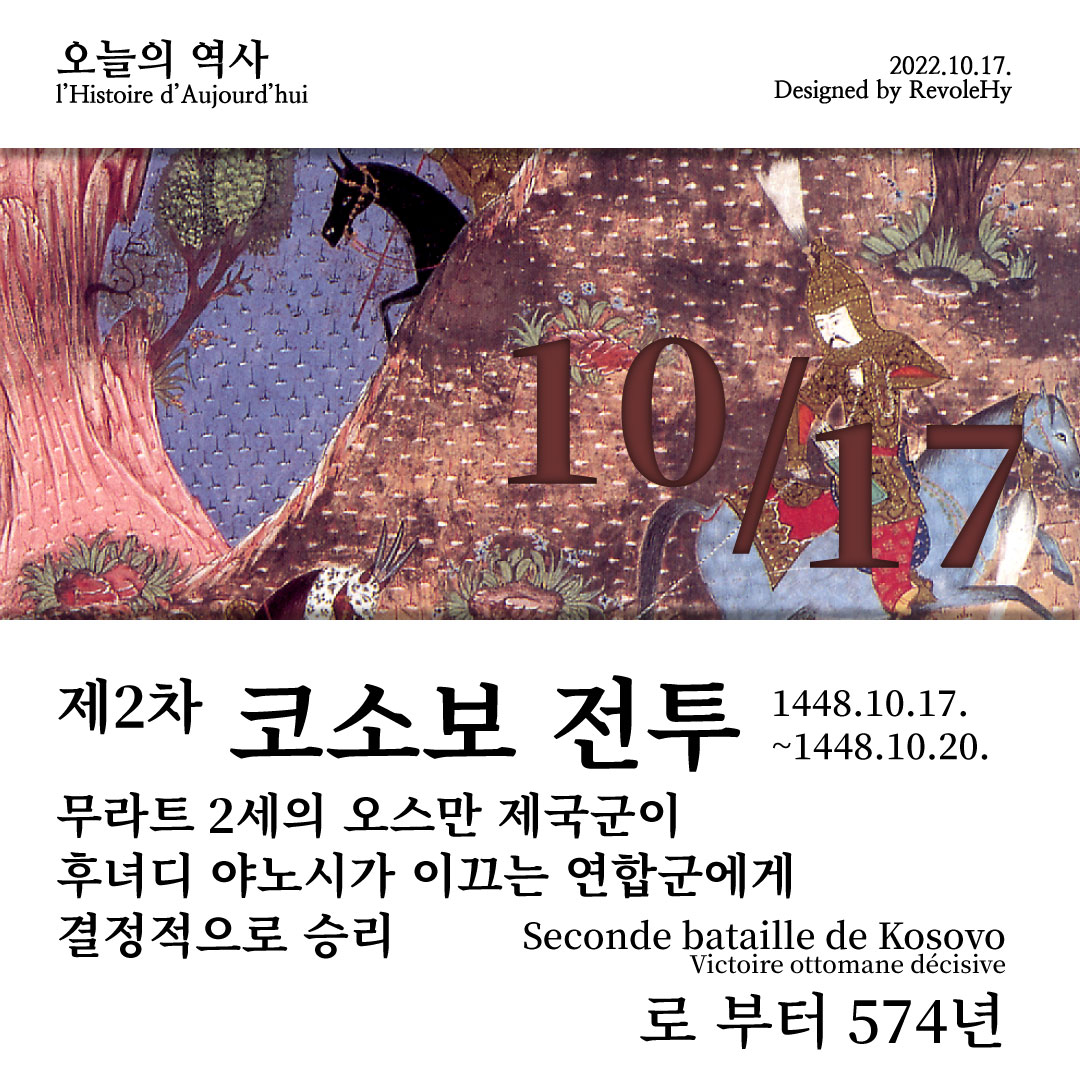 오늘의 역사
l’Histoire d’Aujourd’hui
2022.10.17.
Designed by RevoleHy
10/17
제2차 코소보 전투
1448.10.17.
~1448.10.20.
무라트 2세의 오스만 제국군이
후녀디 야노시가 이끄는 연합군에게
결정적으로 승리
Seconde bataille de Kosovo
Victoire ottomane décisive
로 부터 574년